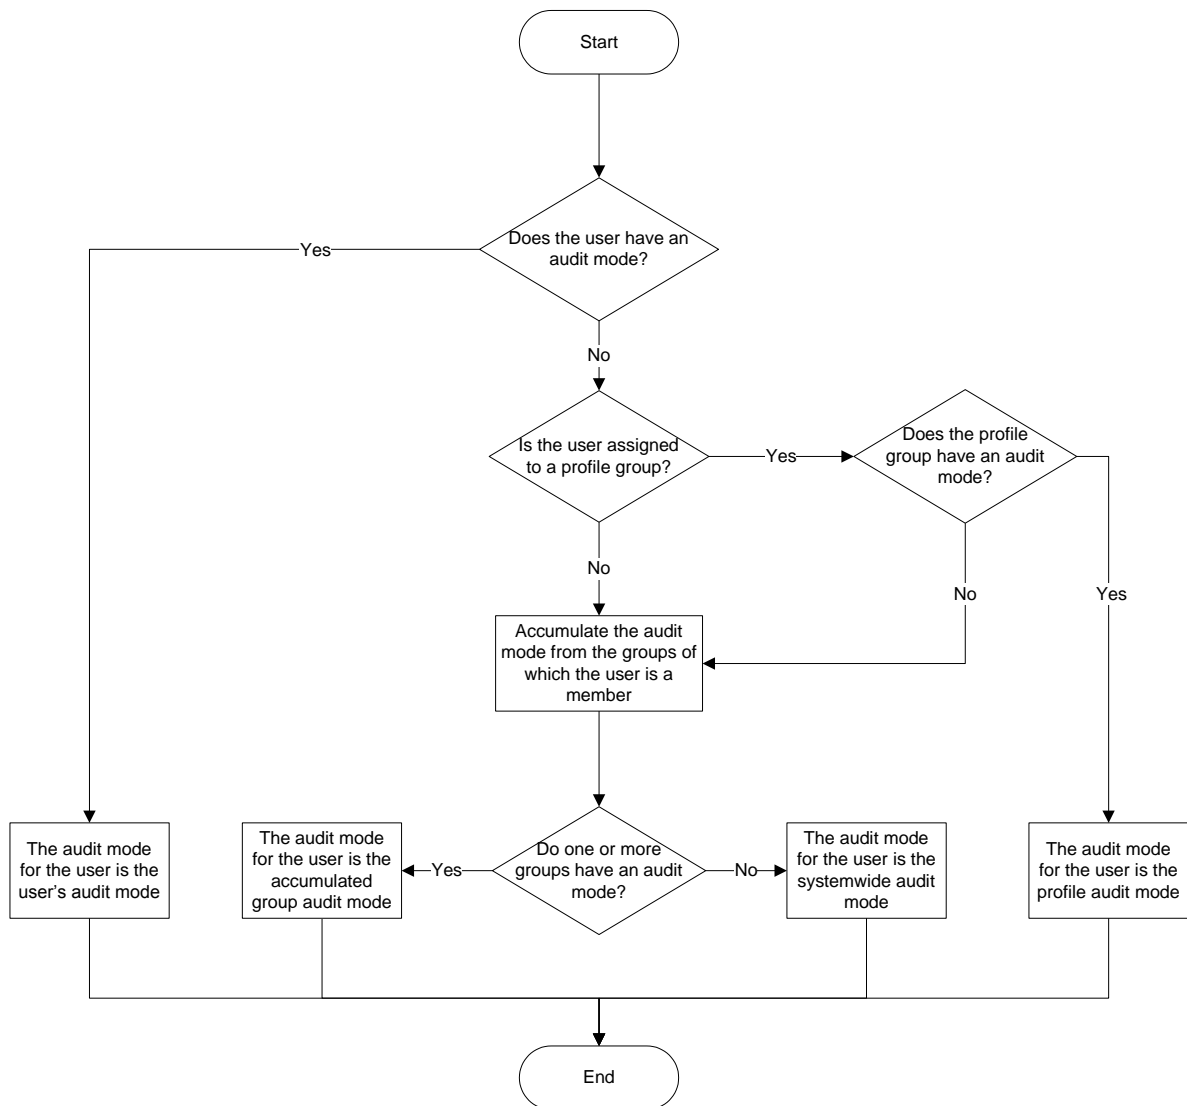 Start
Does the user have an
audit mode?
Yes
No
Is the user assigned
to a profile group?
Yes
Does the profile
group have an audit
mode?
No
No
Yes
Accumulate the audit
mode from the groups of
which the user is a
member
The audit mode
for the user is the
user's audit mode
The audit mode
for the user is the
accumulated
group audit mode
Yes
Do one or more
groups have an audit
mode?
No
The audit mode
for the user is the
systemwide audit
mode
The audit mode
for the user is the
profile audit mode
End